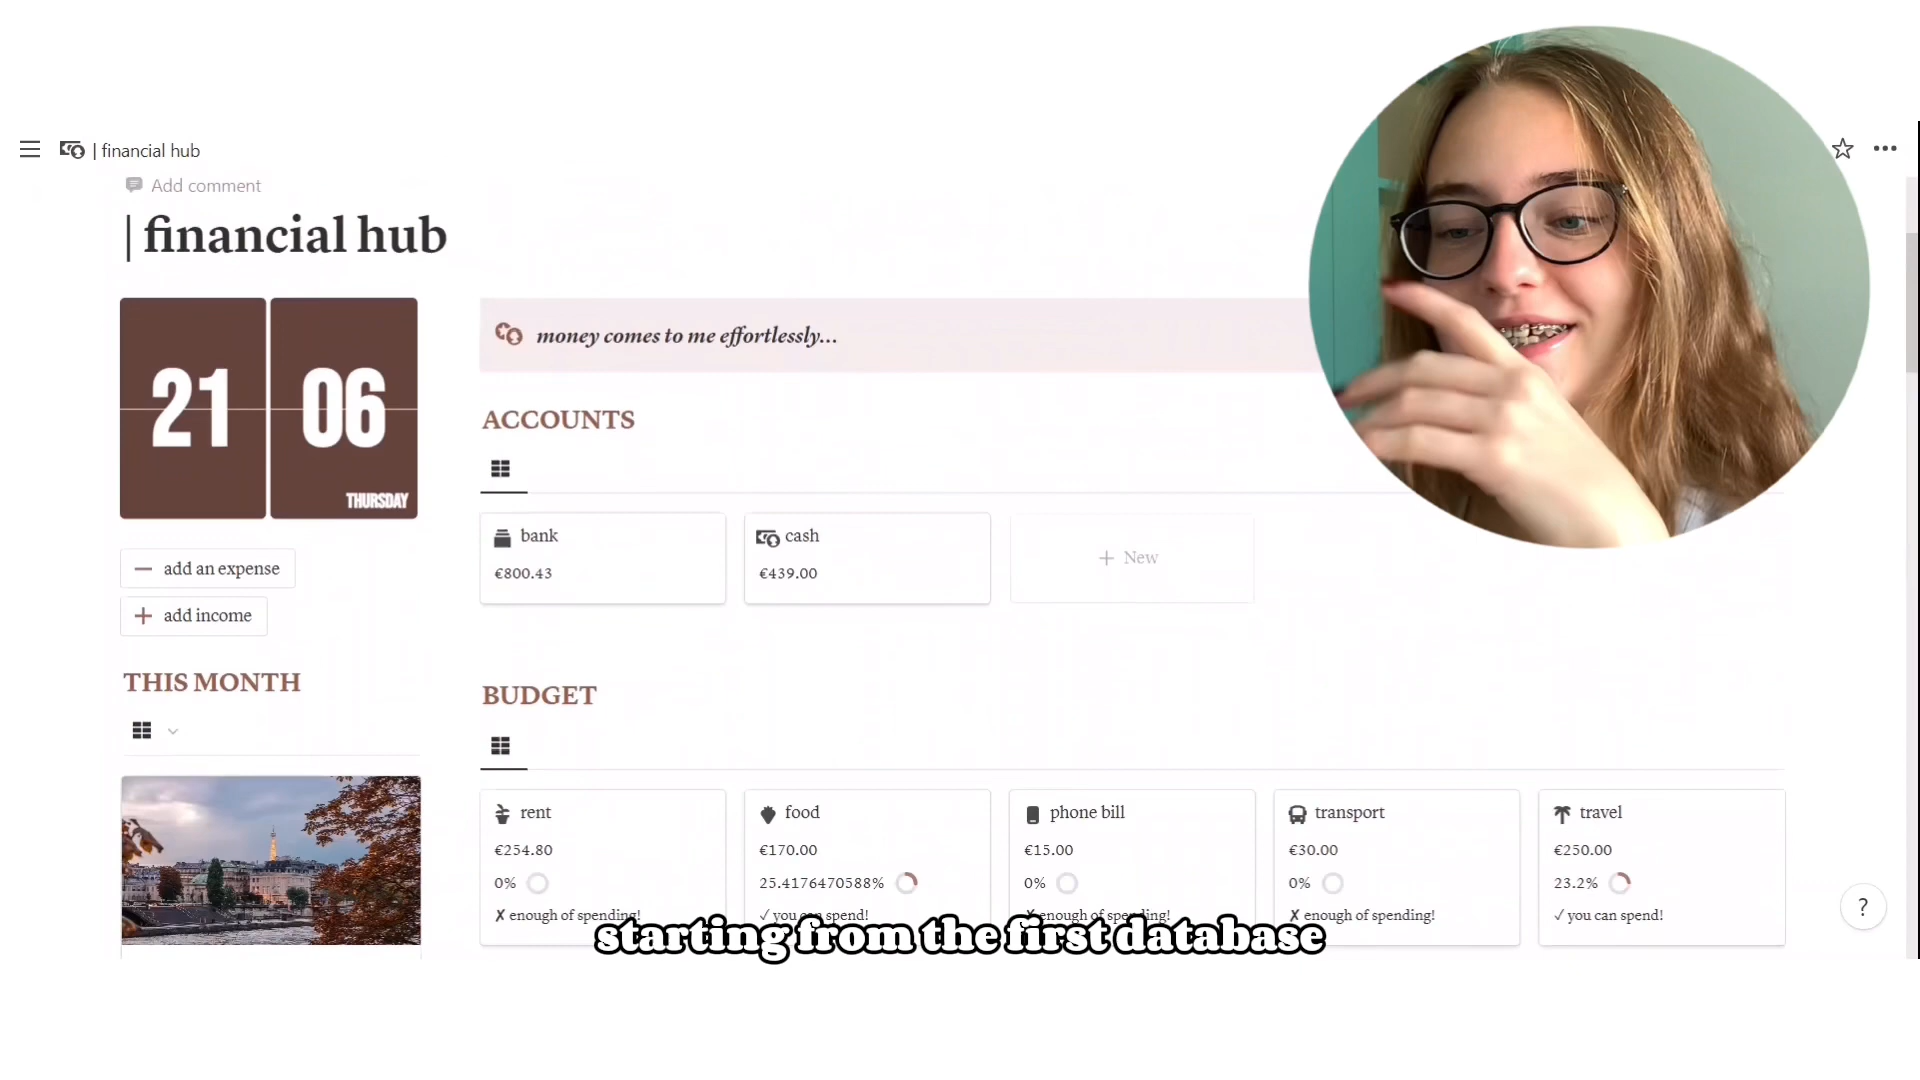 | financial hub
Add comment
| financial hub
21 06
THURSDAY
money comes to me effortlessly...
add an expense
add income
THIS MONTH
ACCOUNTS
bank
€800.43
cash
€439.00
+ New
BUDGET
rent
€254.80
0%
✗ enough of spending!
food
€170.00
25.4176470588%
✓ you can spend!
phone bill
€15.00
0%
✗ enough of spending!
transport
€30.00
0%
✗ enough of spending!
travel
€250.00
23.2%
✓ you can spend!
?
starting from the first database